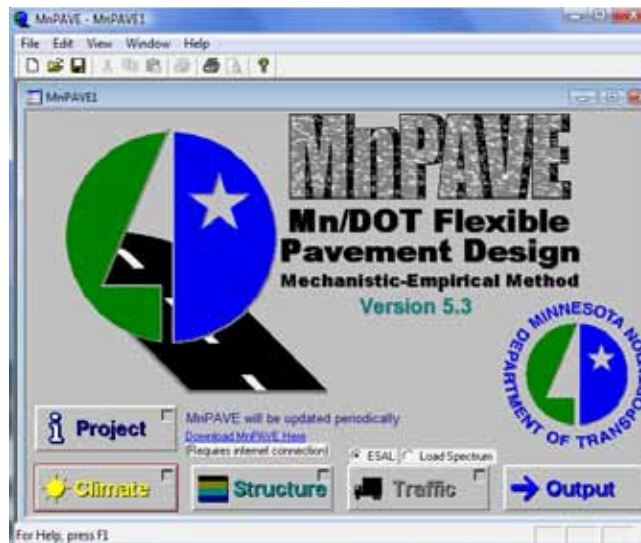 MnPAVE - MnPAVE1
File Edit View Window Help
MnPAVE1
MnPAVE
Mn/DOT Flexible
Pavement Design
Mechanistic-Empirical Method
Version 5.3
MINNESOTA DEPARTMENT OF TRANSPORTATION
Project
MnPAVE will be updated periodically
Download MnPAVE Here
(Requires internet connection)
ESAL Load Spectrum
Climate Structure Traffic Output
For Help, press F1